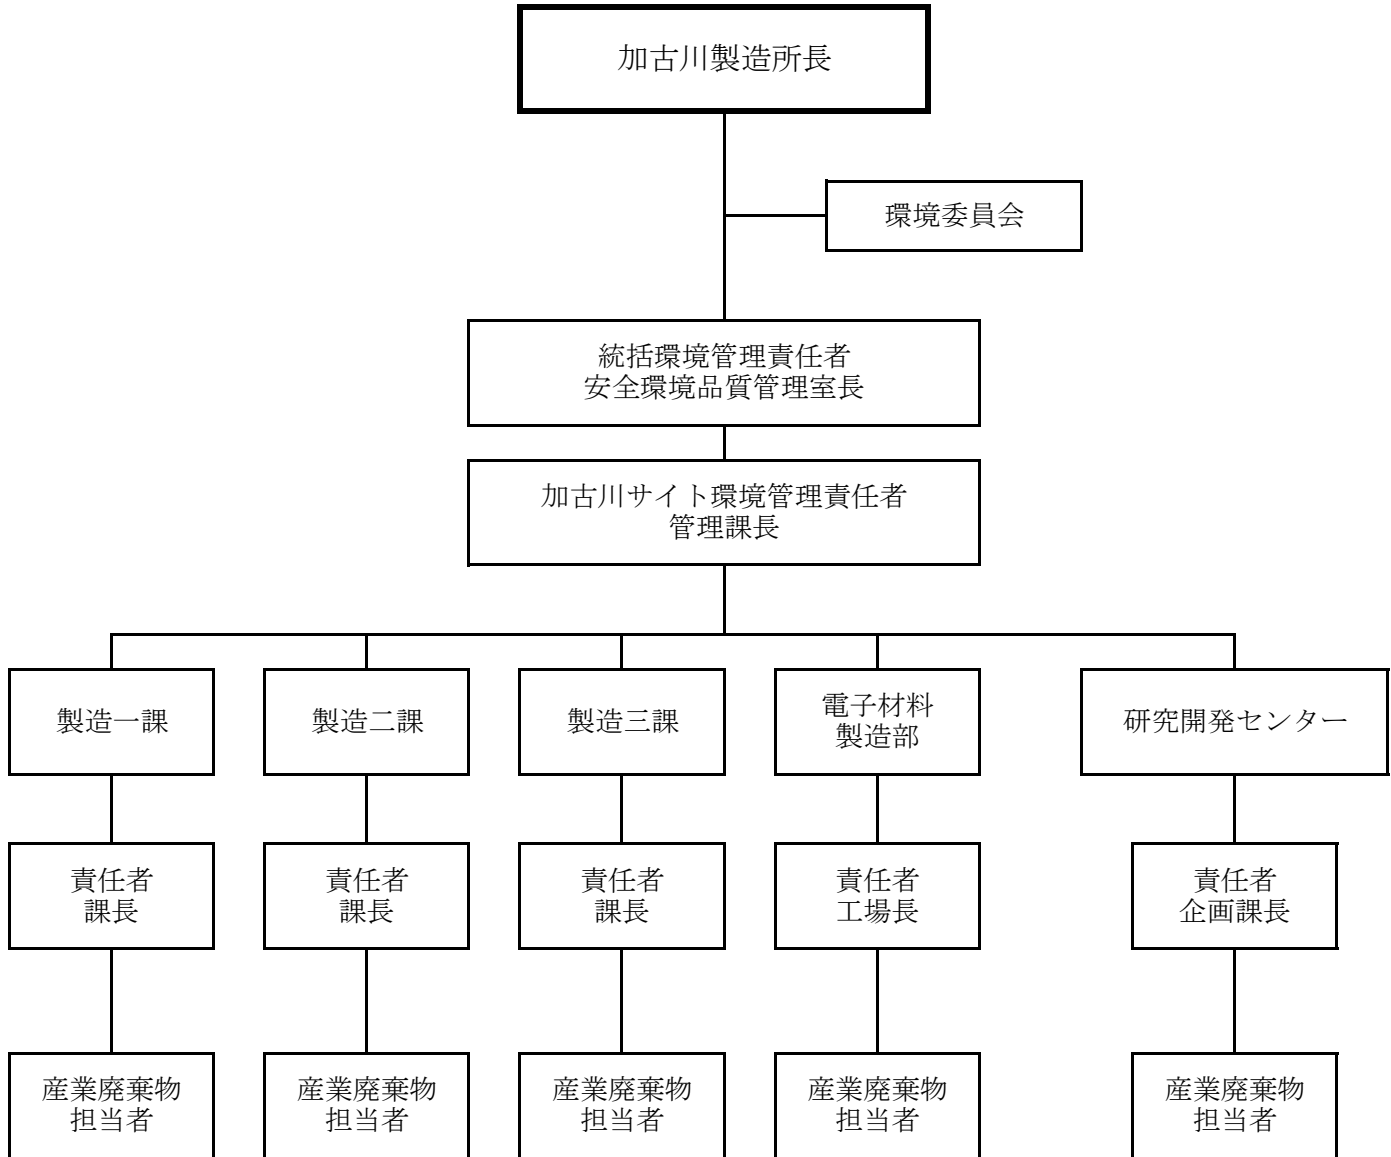 加古川製造所長
環境委員会
統括環境管理責任者
安全環境品質管理室長
加古川サイト環境管理責任者
管理課長
製造一課
製造二課
製造三課
電子材料
製造部
研究開発センター
責任者
課長
責任者
課長
責任者
課長
責任者
工場長
責任者
企画課長
産業廃棄物
担当者
産業廃棄物
担当者
産業廃棄物
担当者
産業廃棄物
担当者
産業廃棄物
担当者